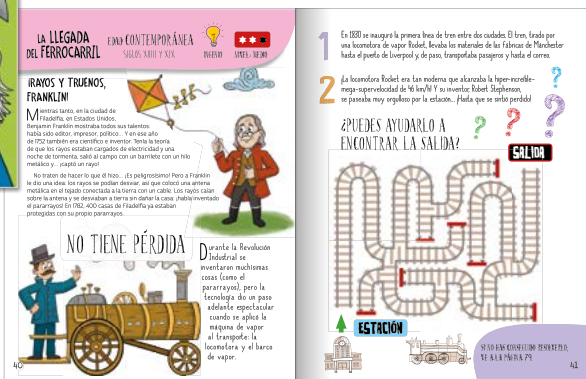 LA LLEGADA
DEL FERROCARRIL
EDAD CONTEMPORÁNEA
SIGLOS XVIII Y XIX
INGENIO
NIVEL: MEDIO
¡RAYOS Y TRUENOS,
FRANKLIN!
Mientras tanto, en la ciudad de
Filadelfia, en Estados Unidos,
Benjamin Franklin mostraba todos sus talentos:
había sido editor, impresor, político... Y en ese año
de 1752 también era científico e inventor. Tenía la teoría
de que los rayos estaban cargados de electricidad y una
noche de tormenta, salió al campo con un barrilete con un hilo
metálico y... ¡captó un rayo!
No traten de hacer lo que él hizo... ¡Es peligrosísimo! Pero a Franklin
le dio una idea: los rayos se podían desviar, así que colocó una antena
metálica en el tejado conectada a la tierra con un cable. Los rayos caían
sobre la antena y se desviaban a tierra sin dañar la casa: ¡había inventado
el pararrayos! En 1782, 400 casas de Filadelfia ya estaban
protegidas con su propio pararrayos.
NO TIENE PÉRDIDA
Durante la Revolución
Industrial se
inventaron muchísimas
cosas (como el
pararrayos), pero la
tecnología dio un paso
adelante espectacular
cuando se aplicó la
máquina de vapor
al transporte: la
locomotora y el barco
de vapor.
40
1 En 1830 se inauguró la primera línea de tren entre dos ciudades. El tren, tirado por
una locomotora de vapor Rocket, llevaba los materiales de las fábricas de Mánchester
hasta el puerto de Liverpool y, de paso, transportaba pasajeros y hasta el correo.
2 ¡La locomotora Rocket era tan moderna que alcanzaba la hiper-increíble-
mega-supervelocidad de 46 km/h! Y su inventor, Robert Stephenson,
se paseaba muy orgulloso por la estación... ¡Hasta que se sintió perdido!
¿PUEDES AYUDARLO A
ENCONTRAR LA SALIDA?
? ? ? ?
SALIDA
ESTACIÓN
SI NO HAS CONSEGUIDO RESOLVERLO,
VE A LA PÁGINA 79.
41